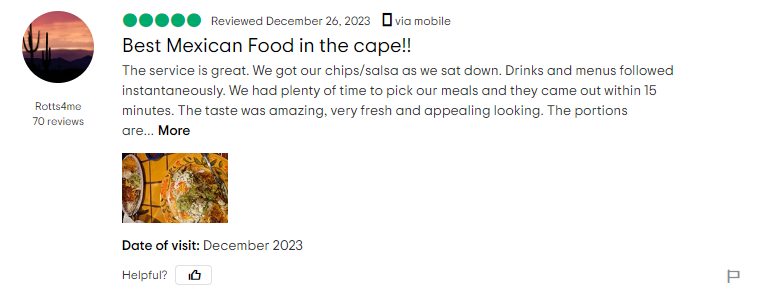 Reviewed December 26, 2023 via mobile
Best Mexican Food in the cape!!
The service is great. We got our chips/salsa as we sat down. Drinks and menus followed
instantaneously. We had plenty of time to pick our meals and they came out within 15
minutes. The taste was amazing, very fresh and appealing looking. The portions
are... More
Rotts4me
70 reviews
Date of visit: December 2023
Helpful?